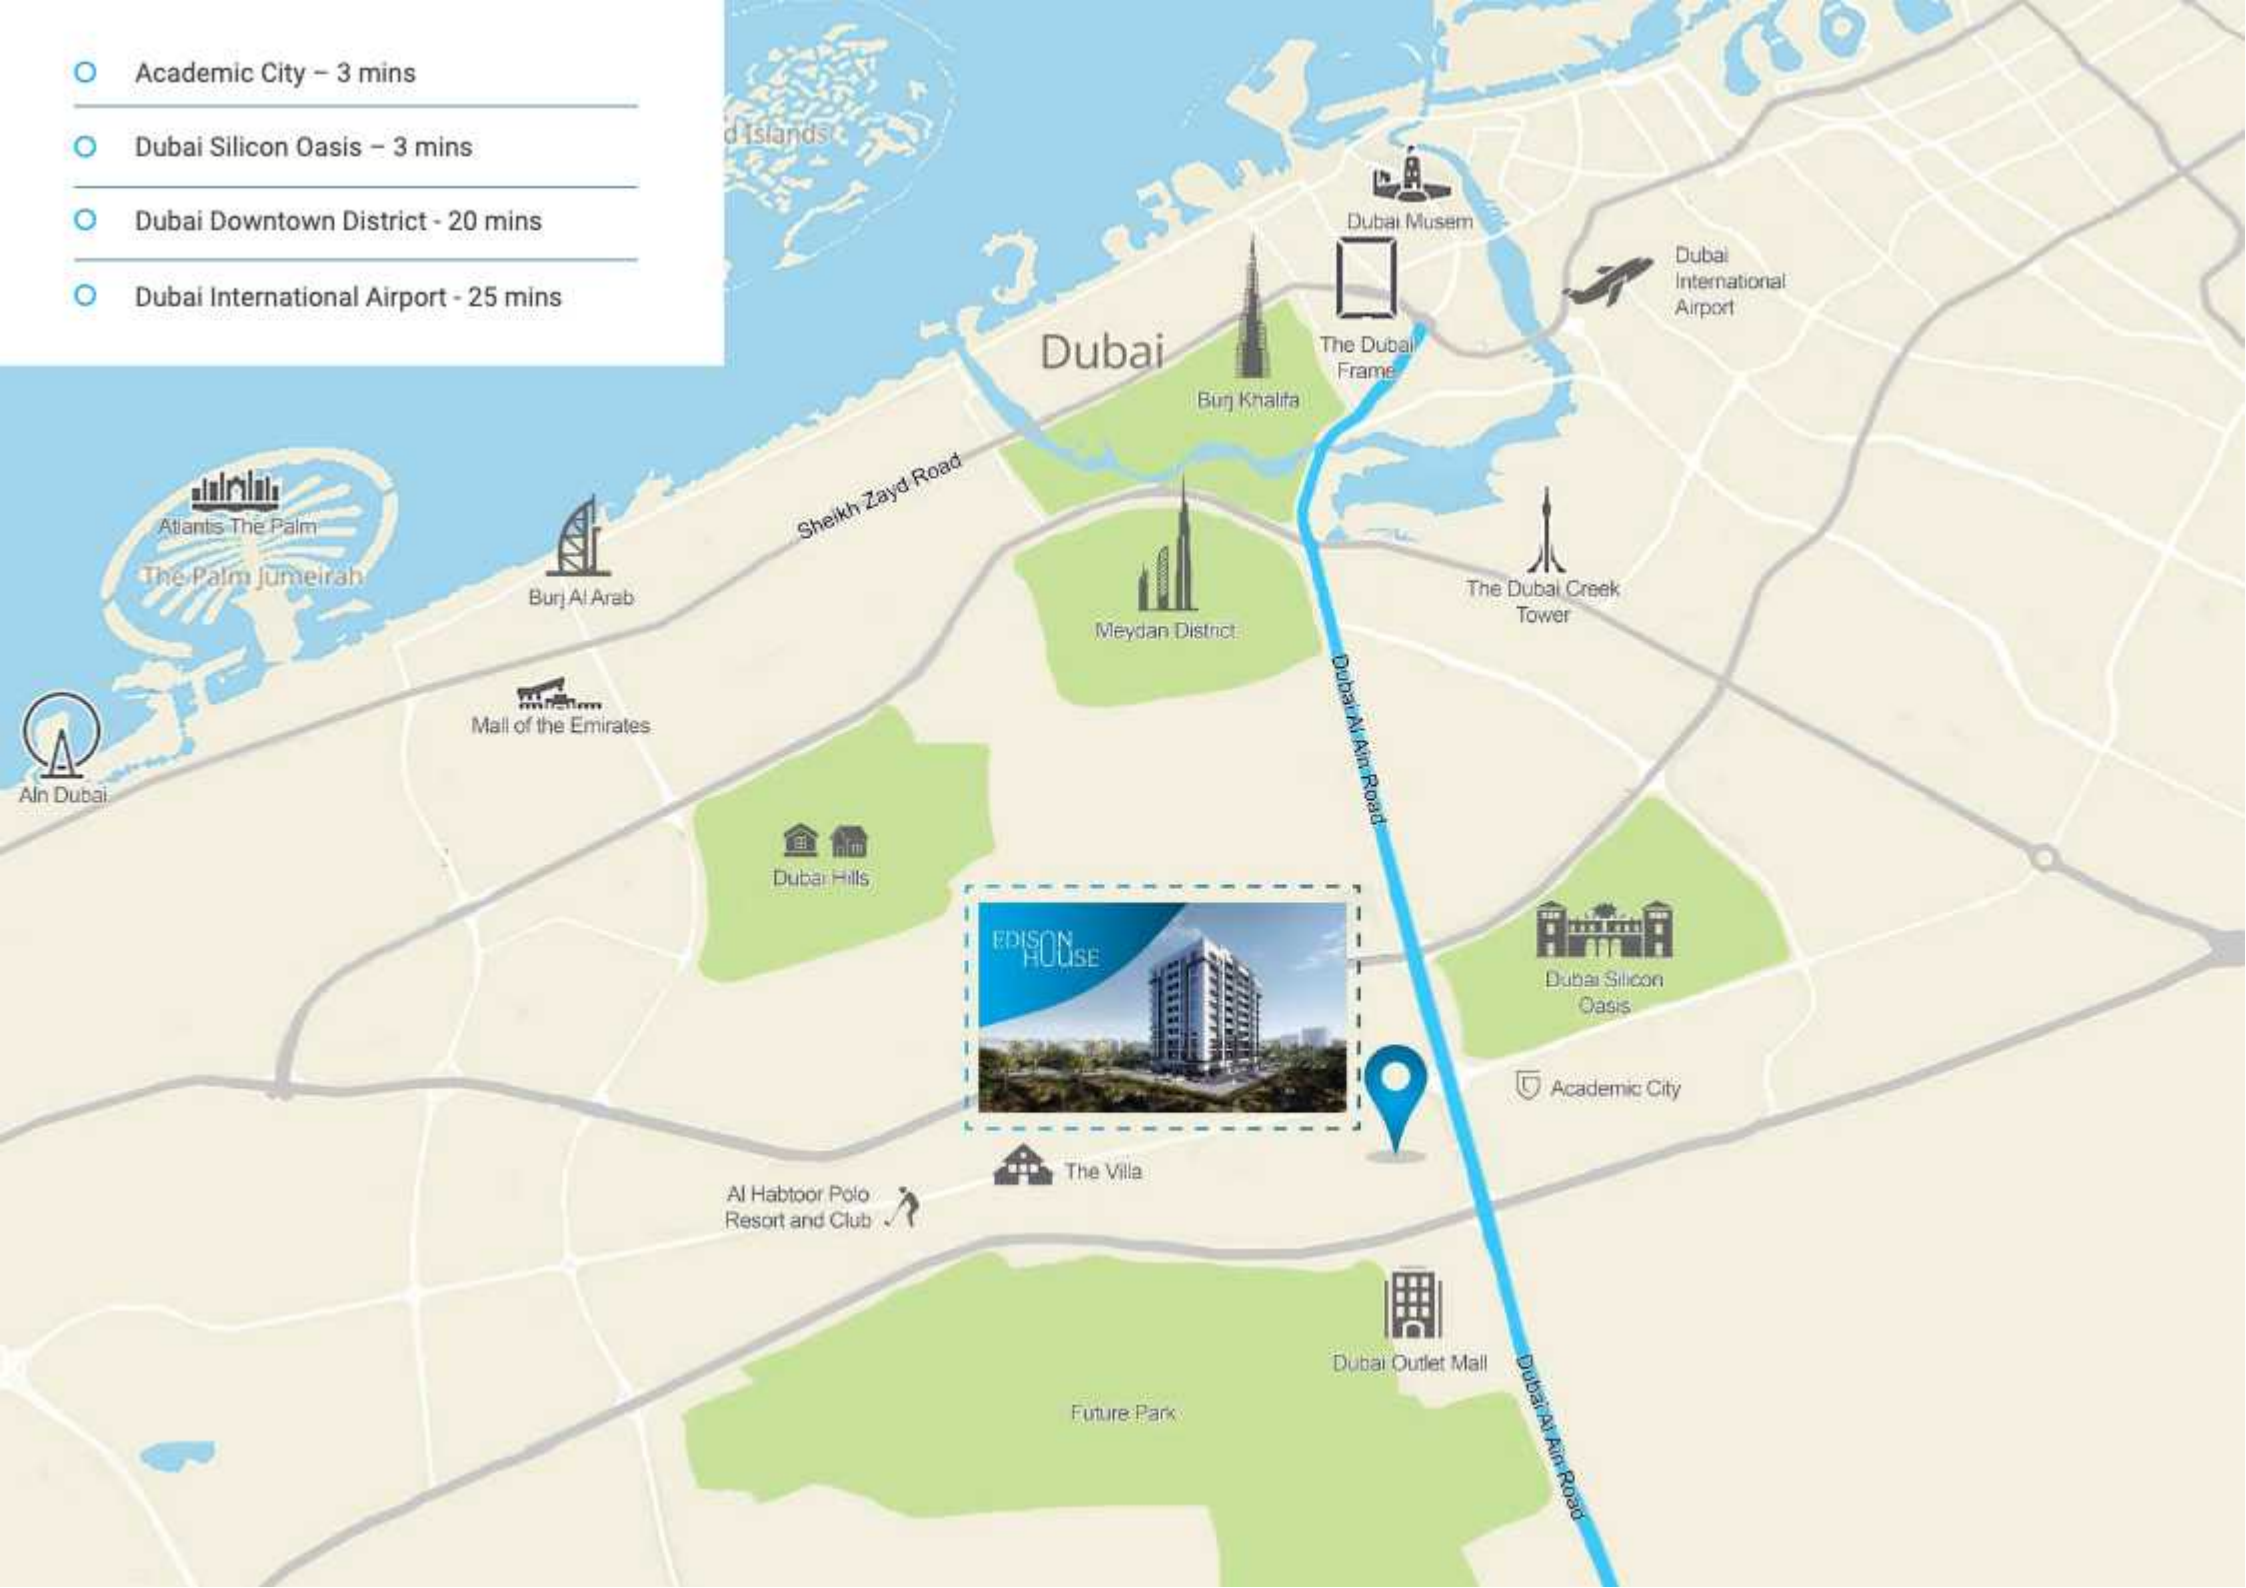 Academic City – 3 mins
Dubai Silicon Oasis – 3 mins
Dubai Downtown District - 20 mins
Dubai International Airport - 25 mins
d Islands
Dubai Musem
Dubai
International
Airport
Dubai
The Dubai
Frame
Burj Khalifa
Sheikh Zayd Road
Atlantis The Palm
The Palm Jumeirah
Burj Al Arab
The Dubai Creek
Tower
Meydan District
Dubai Al Ain Road
Mall of the Emirates
Ain Dubai
Dubai Hills
EDISON
HOUSE
Dubai Silicon
Oasis
Academic City
The Villa
Al Habtoor Polo
Resort and Club
Dubai Outlet Mall
Dubai Al Ain Road
Future Park